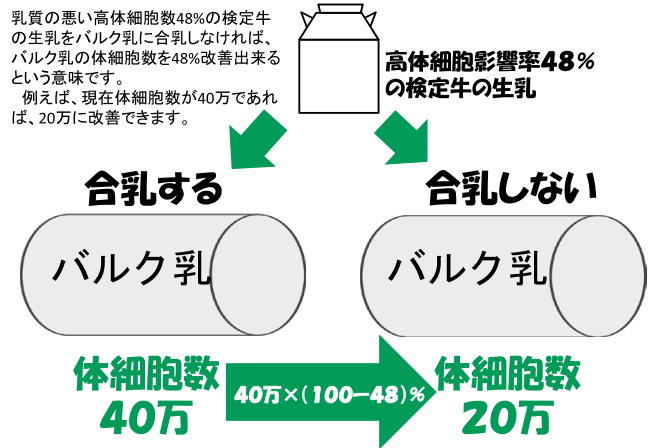 乳質の悪い高体細胞数48%の検定牛
の生乳をバルク乳に合乳しなければ、
バルク乳の体細胞数を48%改善出来る
という意味です。
　例えば、現在体細胞数が40万であれ
ば、20万に改善できます。
高体細胞影響率48%
の検定牛の生乳
合乳する
合乳しない
バルク乳
バルク乳
体細胞数
40万
40万×(100ー48)%
体細胞数
20万